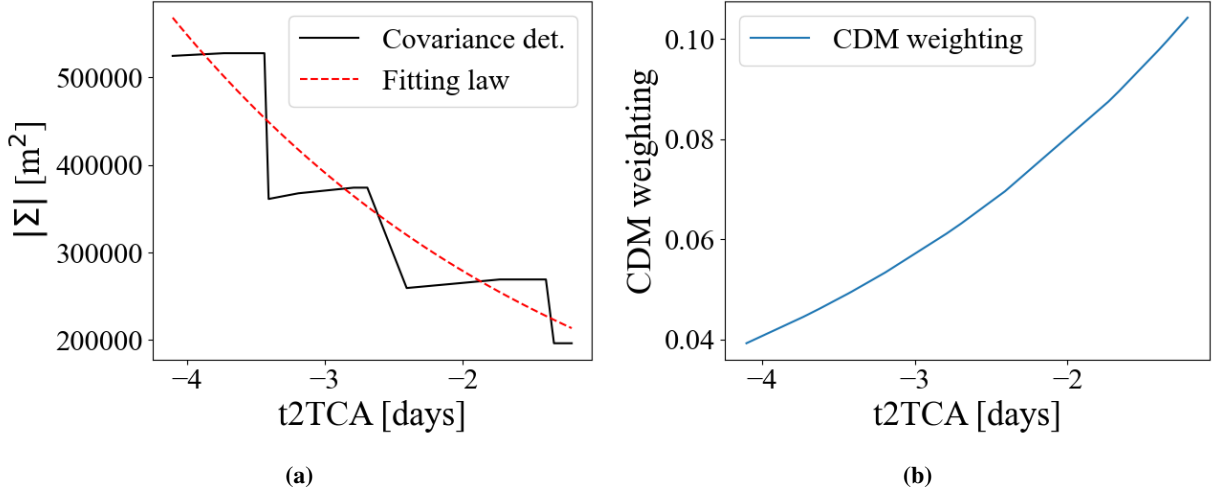 |Σ| [m²]
500000
400000
300000
200000
Covariance det.
Fitting law
−4
−3
−2
t2TCA [days]
(a)
CDM weighting
0.10
0.08
0.06
0.04
CDM weighting
−4
−3
−2
t2TCA [days]
(b)